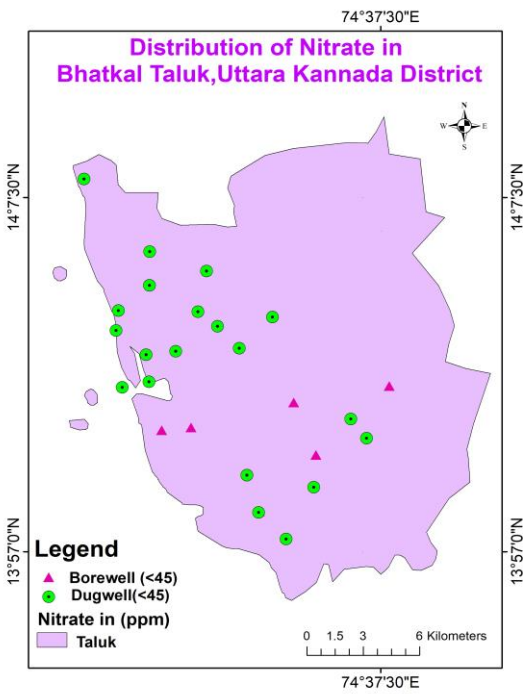 74°37'30"E
Distribution of Nitrate in
Bhatkal Taluk,Uttara Kannada District
N
W E
S
14°7'30"N
14°7'30"N
13°57'0"N
13°57'0"N
Legend
Borewell (<45)
Dugwell(<45)
Nitrate in (ppm)
Taluk
0 1.5 3 6 Kilometers
74°37'30"E